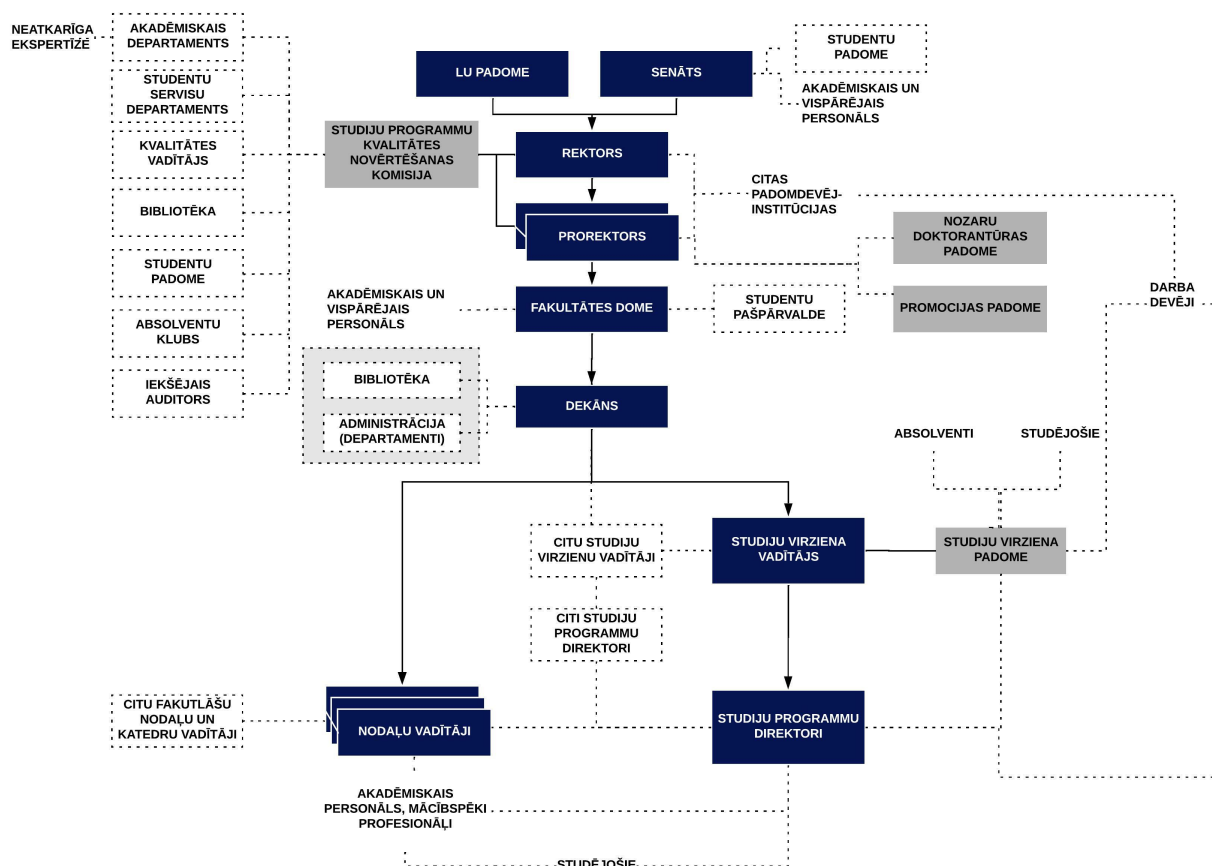 NEATKARĪGA
EKSPERTĪZE
AKADĒMISKAIS
DEPARTAMENTS
STUDENTU
SERVISU
DEPARTAMENTS
KVALITĀTES
VADĪTĀJS
BIBLIOTĒKA
STUDENTU
PADOME
ABSOLVENTU
KLUBS
IEKŠĒJAIS
AUDITORS
STUDIJU PROGRAMMU
KVALITĀTES
NOVĒRTĒŠANAS
KOMISIJA
LU PADOME
SENĀTS
STUDENTU
PADOME
AKADĒMISKAIS UN
VISPĀRĒJAIS
PERSONĀLS
REKTORS
CITAS
PADOMDEVĒJ-
INSTITŪCIJAS
PROREKTORS
NOZARU
DOKTORANTŪRAS
PADOME
PROMOCIJAS PADOME
DARBA
DEVĒJI
AKADĒMISKAIS UN
VISPĀRĒJAIS
PERSONĀLS
FAKULTĀTES DOME
STUDENTU
PAŠPĀRVALDE
BIBLIOTĒKA
ADMINISTRĀCIJA
(DEPARTAMENTI)
DEKĀNS
ABSOLVENTI
STUDĒJOŠIE
CITU STUDIJU
VIRZIENU VADĪTĀJI
STUDIJU VIRZIENA
VADĪTĀJS
STUDIJU VIRZIENA
PADOME
CITI STUDIJU
PROGRAMMU
DIREKTORI
CITU FAKUTLĀŠU
NODAĻU UN
KATEDRU VADĪTĀJI
NODAĻU VADĪTĀJI
STUDIJU PROGRAMMU
DIREKTORI
AKADĒMISKAIS
PERSONĀLS, MĀCĪBSPĒKI
PROFESIONĀĻI
STUDĒJOŠIE